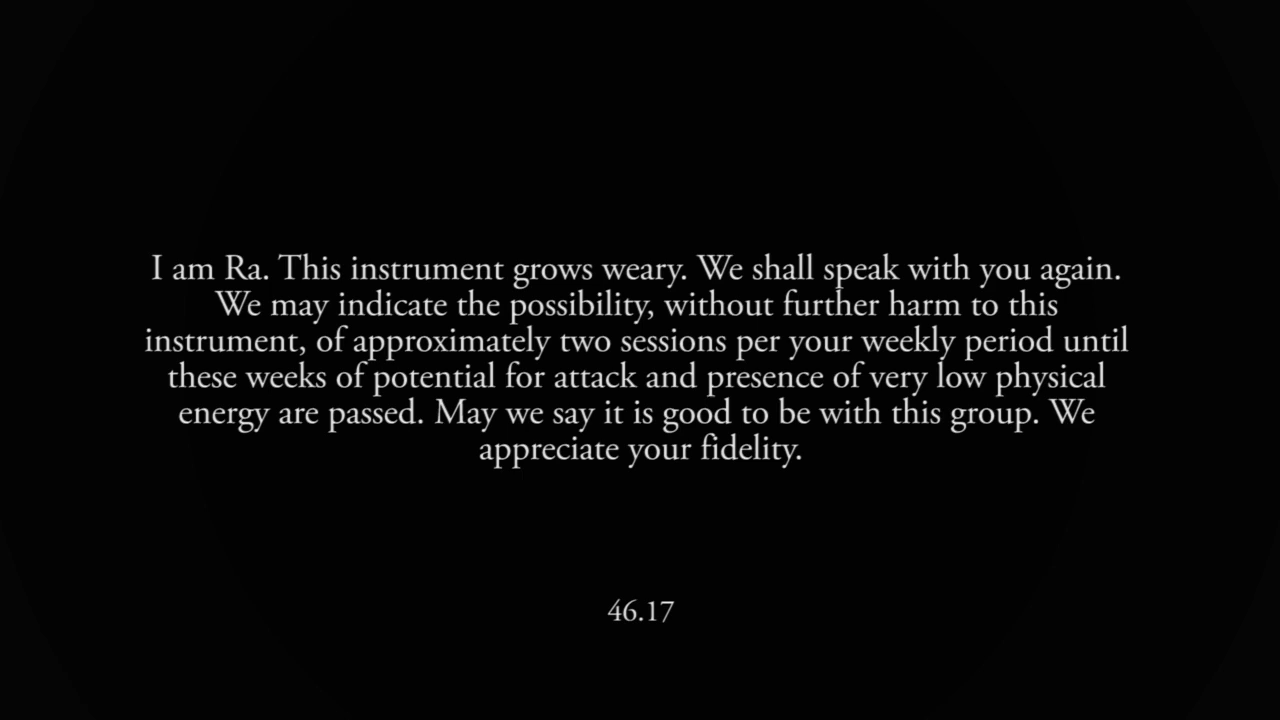 I am Ra. This instrument grows weary. We shall speak with you again.
We may indicate the possibility, without further harm to this
instrument, of approximately two sessions per your weekly period until
these weeks of potential for attack and presence of very low physical
energy are passed. May we say it is good to be with this group. We
appreciate your fidelity.
46.17